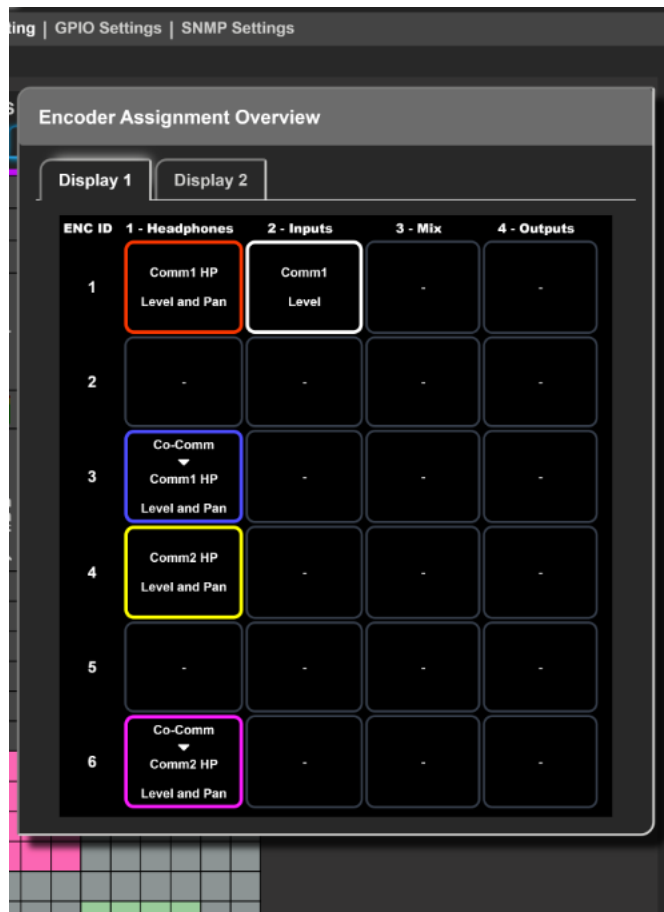 ting | GPIO Settings | SNMP Settings
Encoder Assignment Overview
Display 1 Display 2
ENC ID 1 - Headphones 2 - Inputs 3 - Mix 4 - Outputs
1
Comm1 HP
Level and Pan
Comm1
Level
-
-
2
-
-
-
-
3
Co-Comm
Comm1 HP
Level and Pan
-
-
-
4
Comm2 HP
Level and Pan
-
-
-
5
-
-
-
-
6
Co-Comm
Comm2 HP
Level and Pan
-
-
-